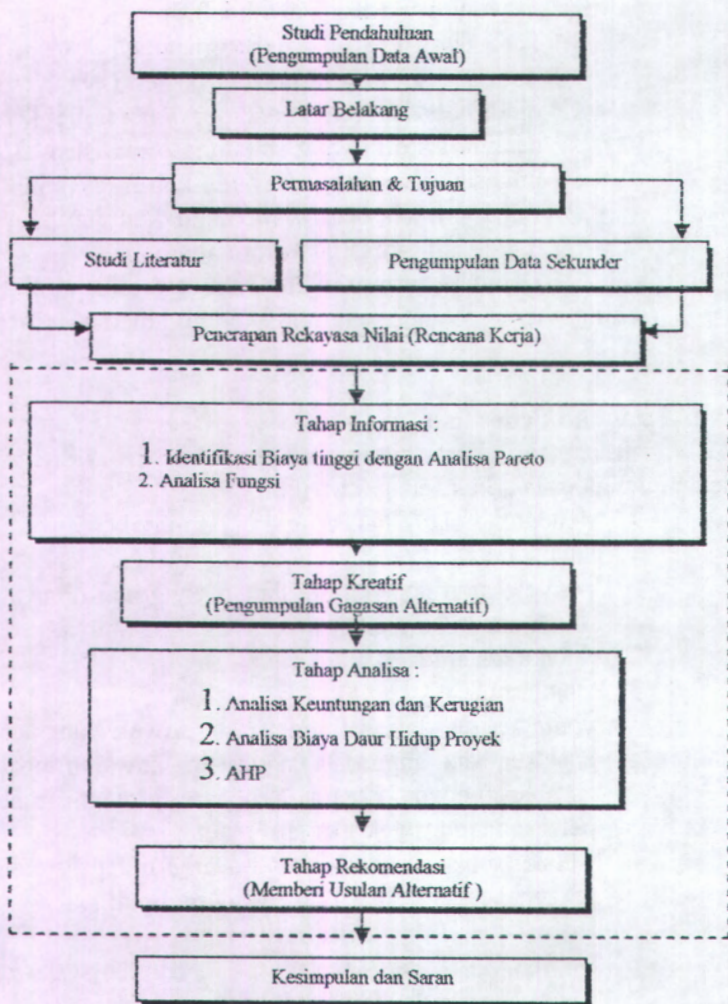 Studi Pendahuluan
(Pengumpulan Data Awal)
Latar Belakang
Permasalahan & Tujuan
Studi Literatur
Pengumpulan Data Sekunder
Penerapan Rekayasa Nilai (Rencana Kerja)
Tahap Informasi :
1. Identifikasi Biaya tinggi dengan Analisa Pareto
2. Analisa Fungsi
Tahap Kreatif
(Pengumpulan Gagasan Alternatif)
Tahap Analisa :
1. Analisa Keuntungan dan Kerugian
2. Analisa Biaya Daur Hidup Proyek
3. AHP
Tahap Rekomendasi
(Memberi Usulan Alternatif )
Kesimpulan dan Saran